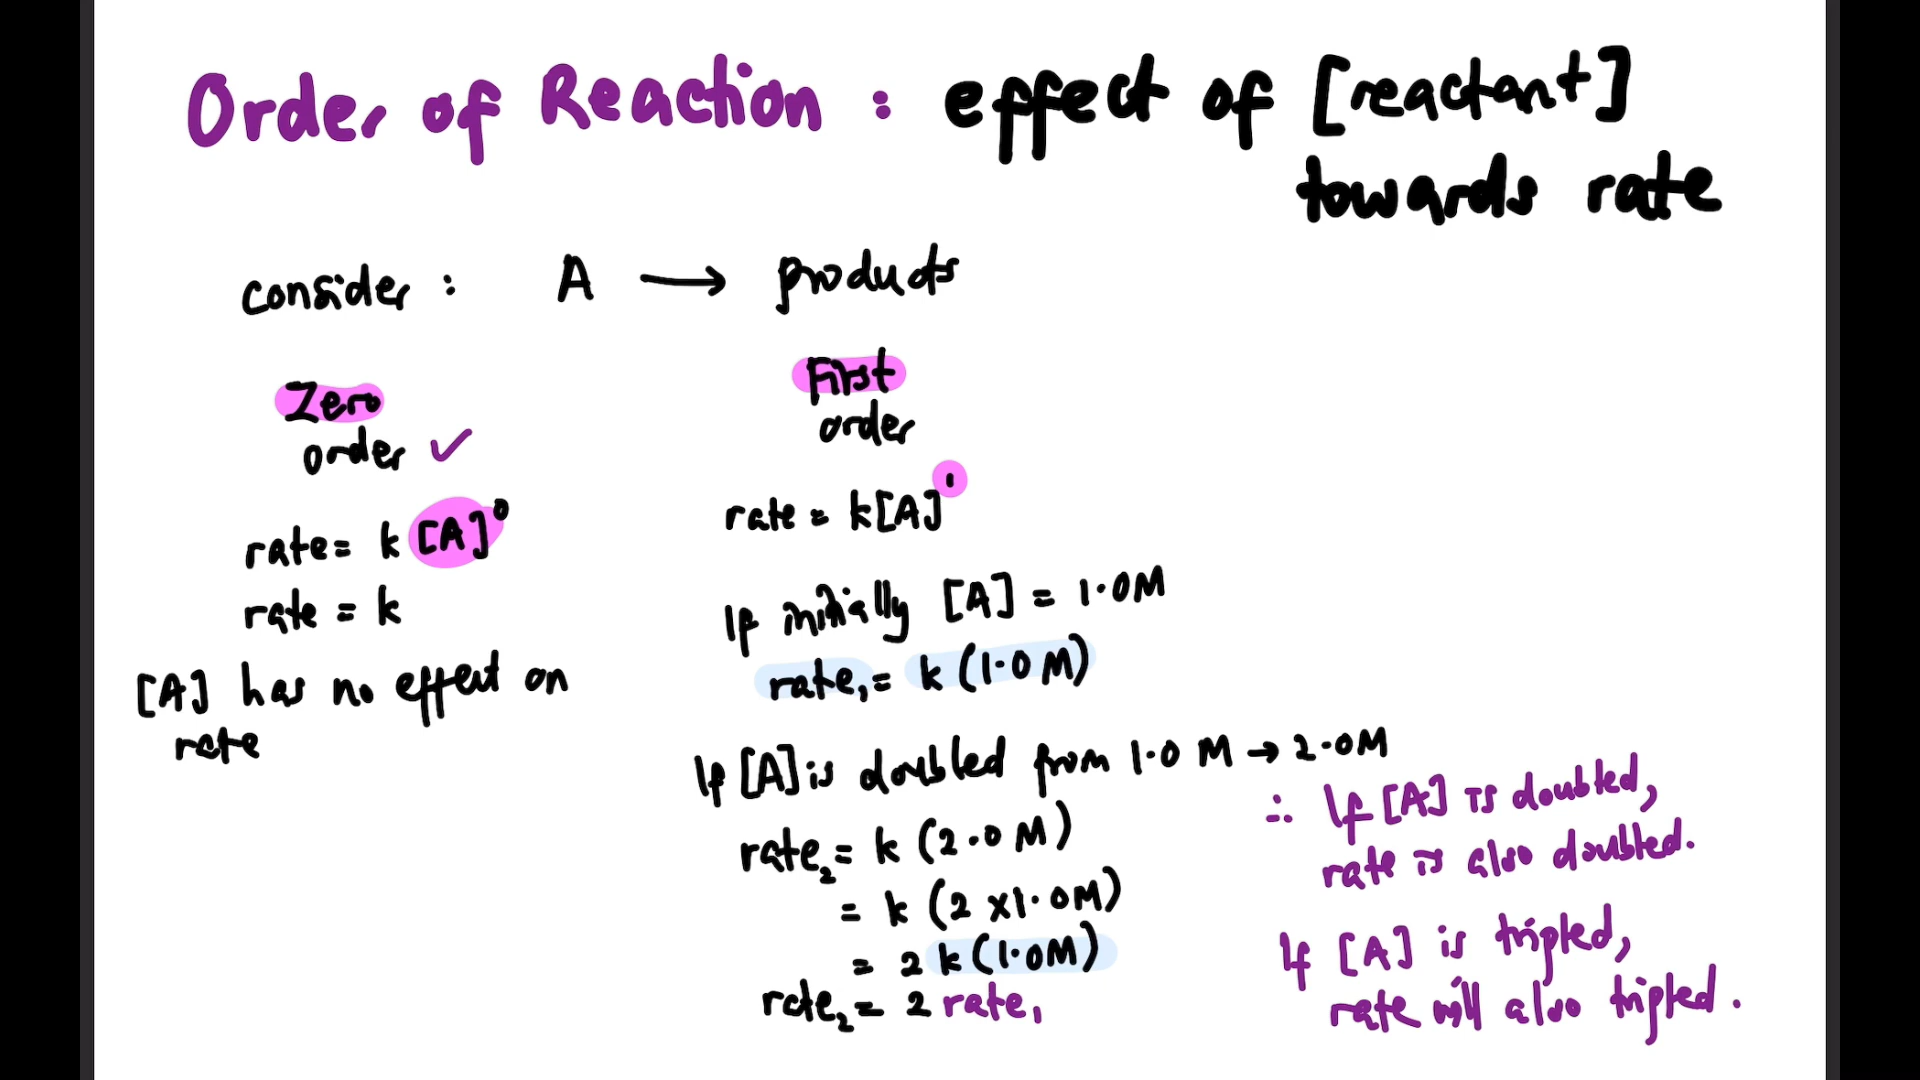 Order of Reaction : effect of [reactant]
towards rate
consider : A → products
Zero
order ✓
rate = k [A]⁰
rate = k
[A] has no effect on
rate
First
order
rate = k[A]¹
If initially [A] = 1.0M
rate₁ = k (1.0 M)
If [A] is doubled from 1.0 M → 2.0M
rate₂ = k (2.0 M)
= k (2 x1.0M)
= 2 k (1.0M)
rate₂ = 2 rate₁
∴ If [A] is doubled,
rate is also doubled.
If [A] is tripled,
rate will also tripled.